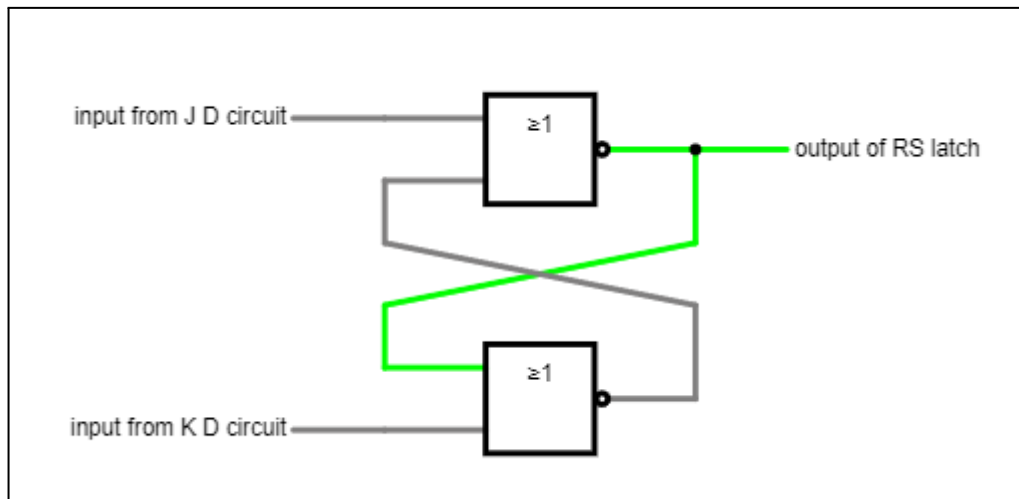 ≥1
input from J D circuit
output of RS latch
≥1
input from K D circuit